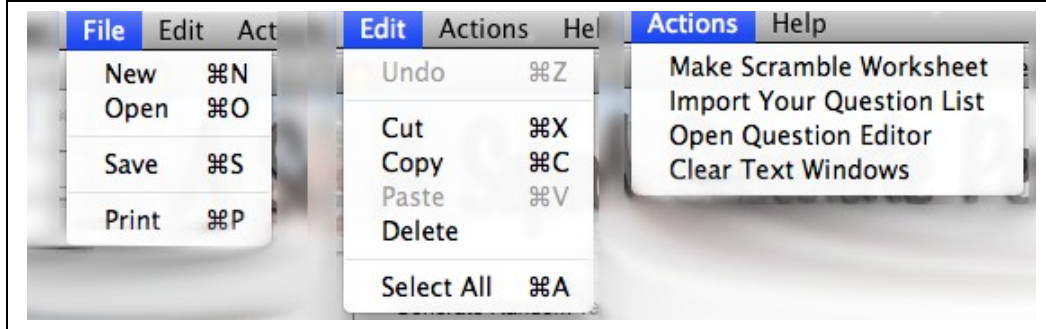 File Edit Act
New ⌘N
Open ⌘O
Save ⌘S
Print ⌘P
Edit Actions Hel
Undo ⌘Z
Cut ⌘X
Copy ⌘C
Paste ⌘V
Delete
Select All ⌘A
Actions Help
Make Scramble Worksheet
Import Your Question List
Open Question Editor
Clear Text Windows